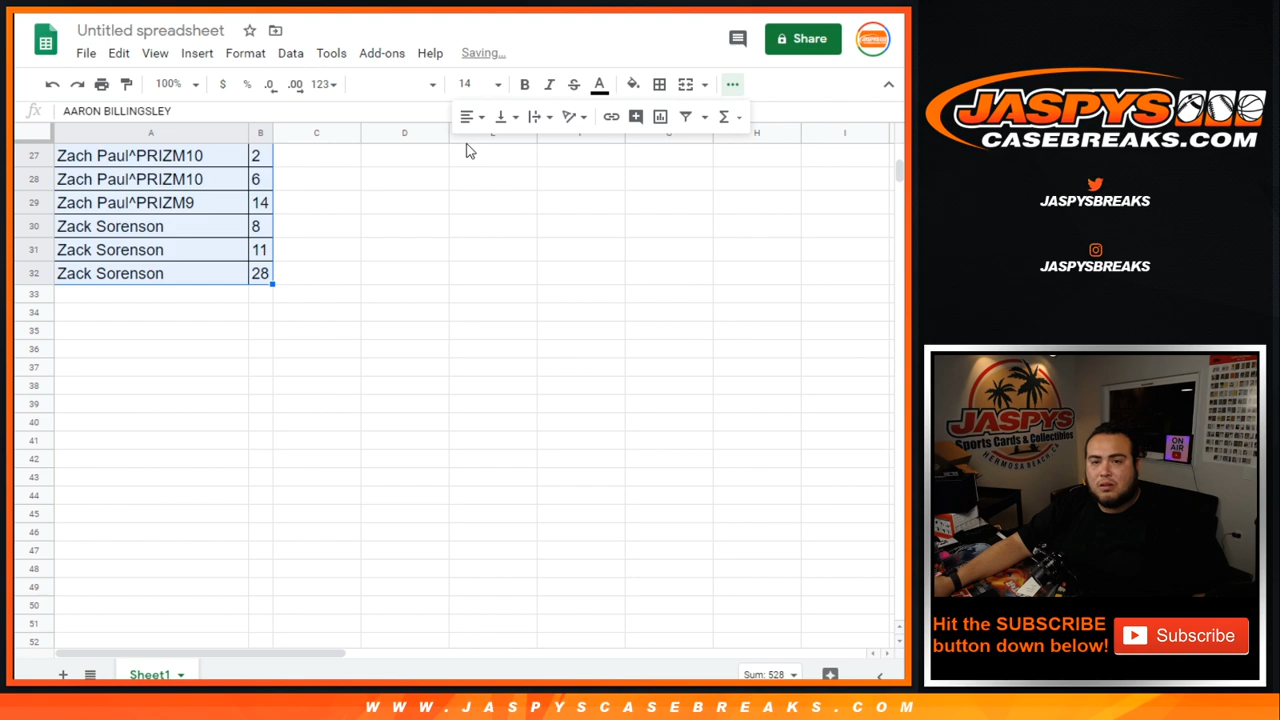 Untitled spreadsheet
File Edit View Insert Format Data Tools Add-ons Help Saving...
Share
100% $ % .0 .00 123 14 B I S A
fx AARON BILLINGSLEY
A B C D H I
27 Zach Paul^PRIZM10 2
28 Zach Paul^PRIZM10 6
29 Zach Paul^PRIZM9 14
30 Zack Sorenson 8
31 Zack Sorenson 11
32 Zack Sorenson 28
33
34
35
36
37
38
39
40
41
42
43
44
45
46
47
48
49
50
51
52
Sheet1
Sum: 528
JASPYS
CASEBREAKS.COM
JASPYSBREAKS
JASPYSBREAKS
JASPYS
Sports Cards & Collectibles
HERMOSA BEACH, CA
ON AIR
Hit the SUBSCRIBE
button down below!
Subscribe
WWW.JASPYSCASEBREAKS.COM